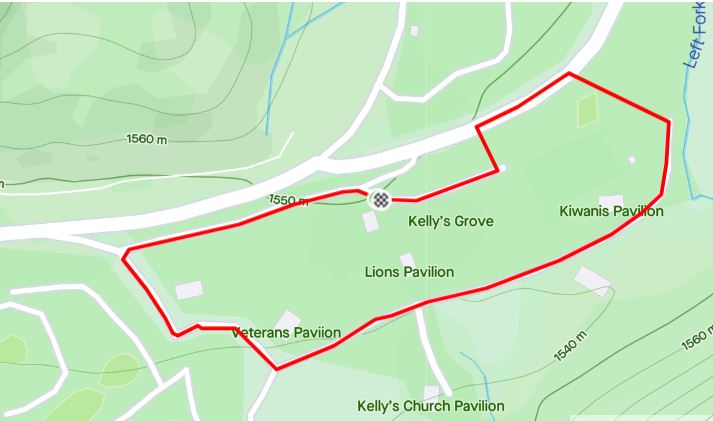 Left Fork
1560 m
m
1550 m
Kelly's Grove
Kiwanis Pavilion
Lions Pavilion
Veterans Paviion
1540 m
1560 m
Kelly's Church Pavilion